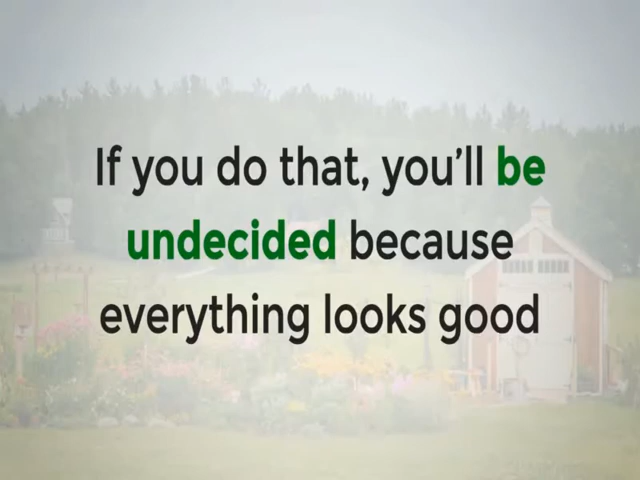 If you do that, you’ll be
undecided because
everything looks good